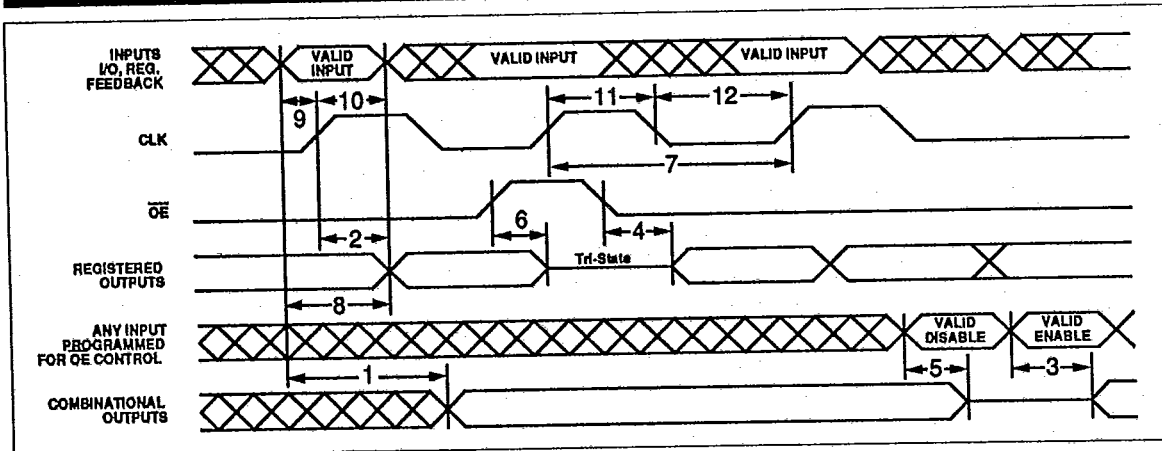 INPUTS
I/O, REG.
FEEDBACK
VALID
INPUT
VALID INPUT
VALID INPUT
9
10
11
12
CLK
7
OE
6
4
2
Tri-State
REGISTERED
OUTPUTS
8
ANY INPUT
PROGRAMMED
FOR OE CONTROL
VALID
DISABLE
VALID
ENABLE
1
5
3
COMBINATIONAL
OUTPUTS